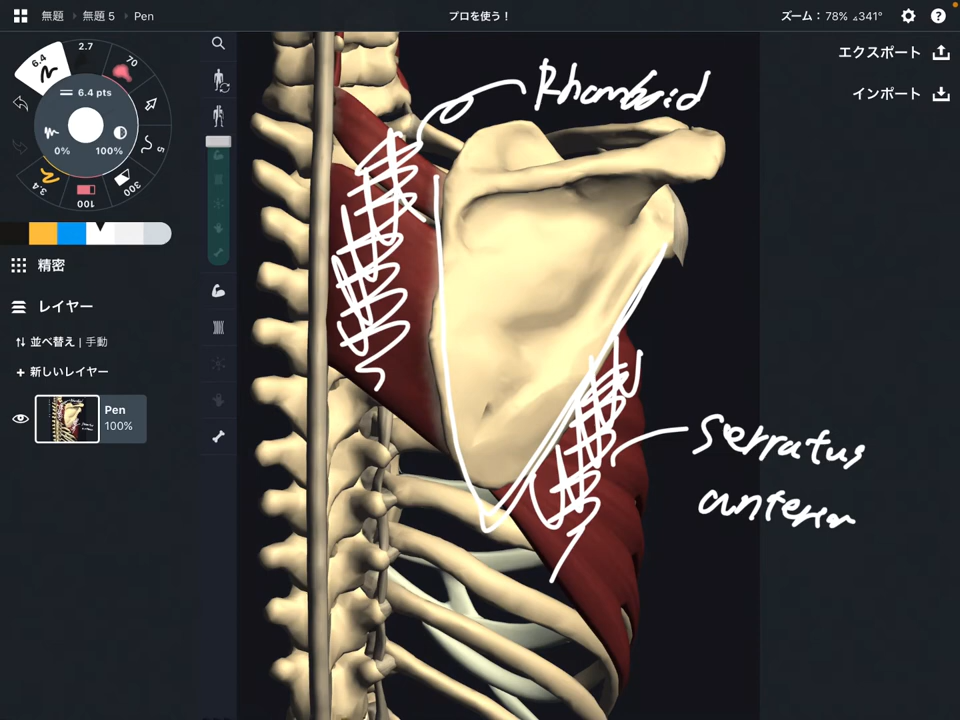 無題 › 無題 5 › Pen
プロを使う！
ズーム： 78% ⊿341°
エクスポート
インポート
2.7
6.4
70
6.4 pts
0% 100%
5
3.4
100
300
精密
レイヤー
並べ替え | 手動
+ 新しいレイヤー
Pen
100%
Rhomboid
Serratus
anterior